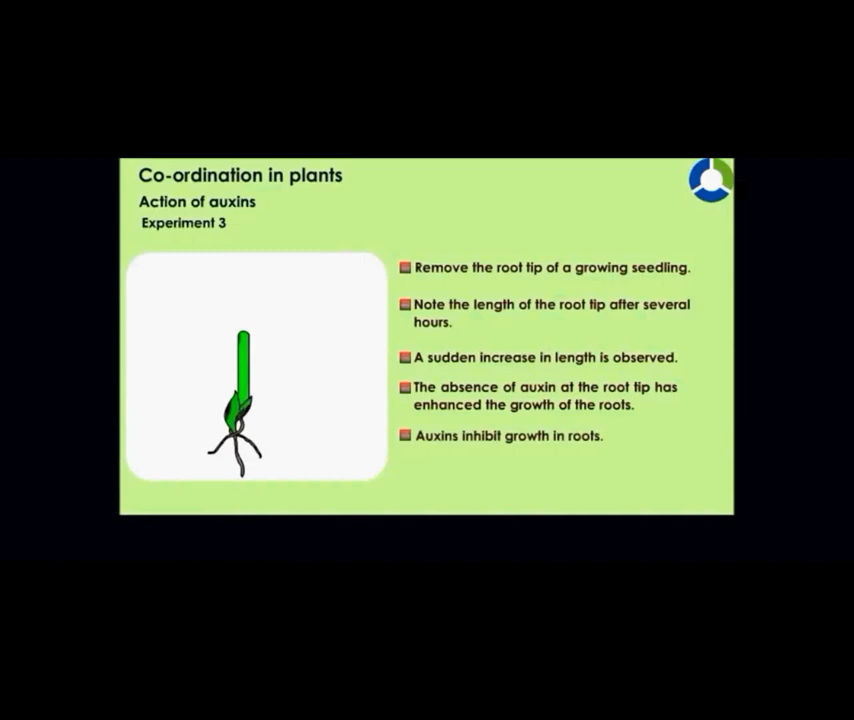 Co-ordination in plants
Action of auxins
Experiment 3
Remove the root tip of a growing seedling.
Note the length of the root tip after several
hours.
A sudden increase in length is observed.
The absence of auxin at the root tip has
enhanced the growth of the roots.
Auxins inhibit growth in roots.